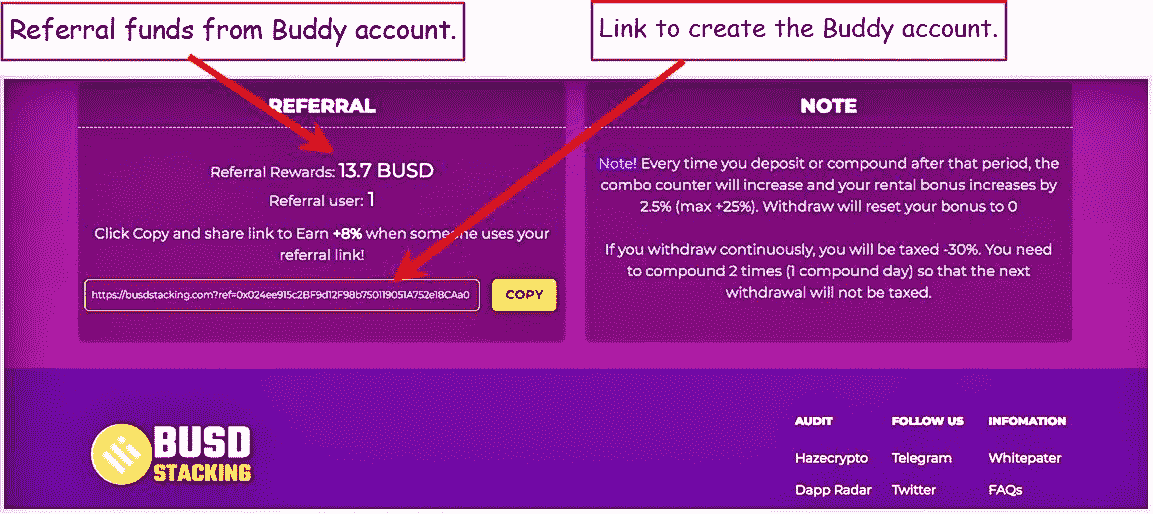 Referral funds from Buddy account.
Link to create the Buddy account.
REFERRAL
Referral Rewards: 13.7 BUSD
Referral user: 1
Click Copy and share link to Earn +8% when someone uses your
referral link!
https://busdstacking.com?ref=0x024ee915c2BF9d12F98b750119051A752e18CAa0
COPY
NOTE
Note! Every time you deposit or compound after that period, the
combo counter will increase and your rental bonus increases by
2.5% (max +25%). Withdraw will reset your bonus to 0
If you withdraw continuously, you will be taxed -30%. You need
to compound 2 times (1 compound day) so that the next
withdrawal will not be taxed.
BUSD
STACKING
AUDIT
Hazecrypto
Dapp Radar
FOLLOW US
Telegram
Twitter
INFOMATION
Whitepater
FAQs